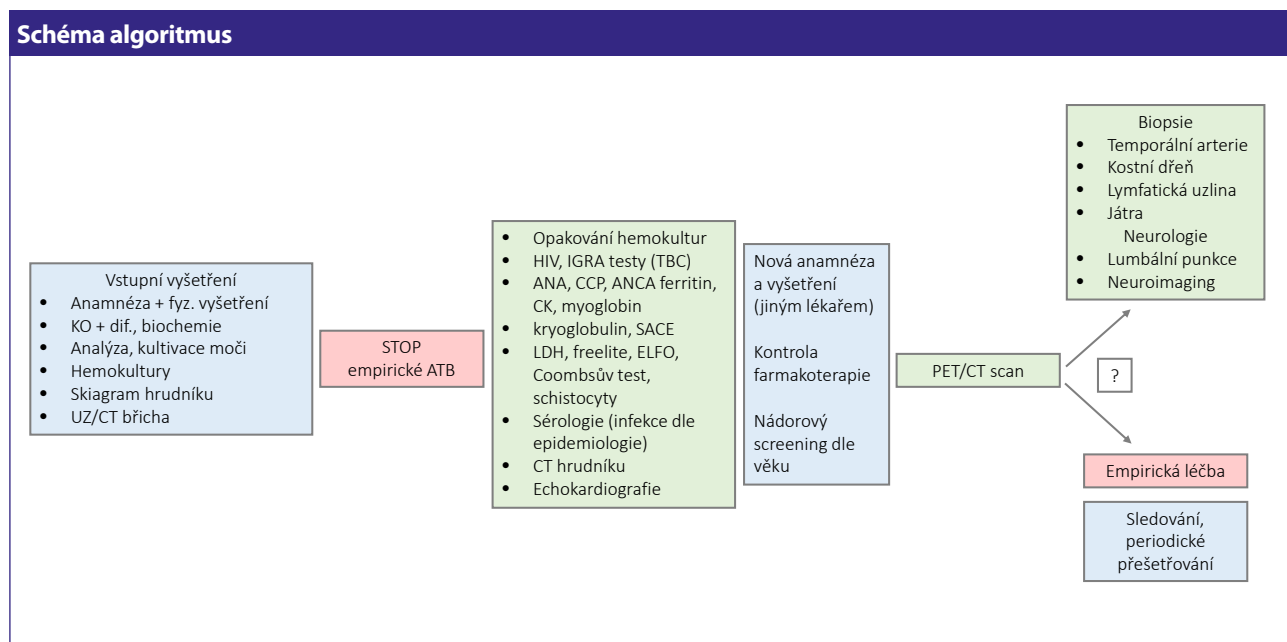 Schéma algoritmus
Vstupní vyšetření
• Anamnéza + fyz. vyšetření
• KO + dif., biochemie
• Analýza, kultivace moči
• Hemokultury
• Skiagram hrudníku
• UZ/CT břicha
STOP
empirické ATB
• Opakování hemokultur
• HIV, IGRA testy (TBC)
• ANA, CCP, ANCA ferritin,
CK, myoglobin
• kryoglobulin, SACE
• LDH, freelite, ELFO,
Coombsův test,
schistocyty
• Sérologie (infekce dle
epidemiologie)
• CT hrudníku
• Echokardiografie
Nová anamnéza
a vyšetření
(jiným lékařem)
Kontrola
farmakoterapie
Nádorový
screening dle
věku
PET/CT scan
?
Biopsie
• Temporální arterie
• Kostní dřeň
• Lymfatická uzlina
• Játra
Neurologie
• Lumbální punkce
• Neuroimaging
Empirická léčba
Sledování,
periodické
přešetřování